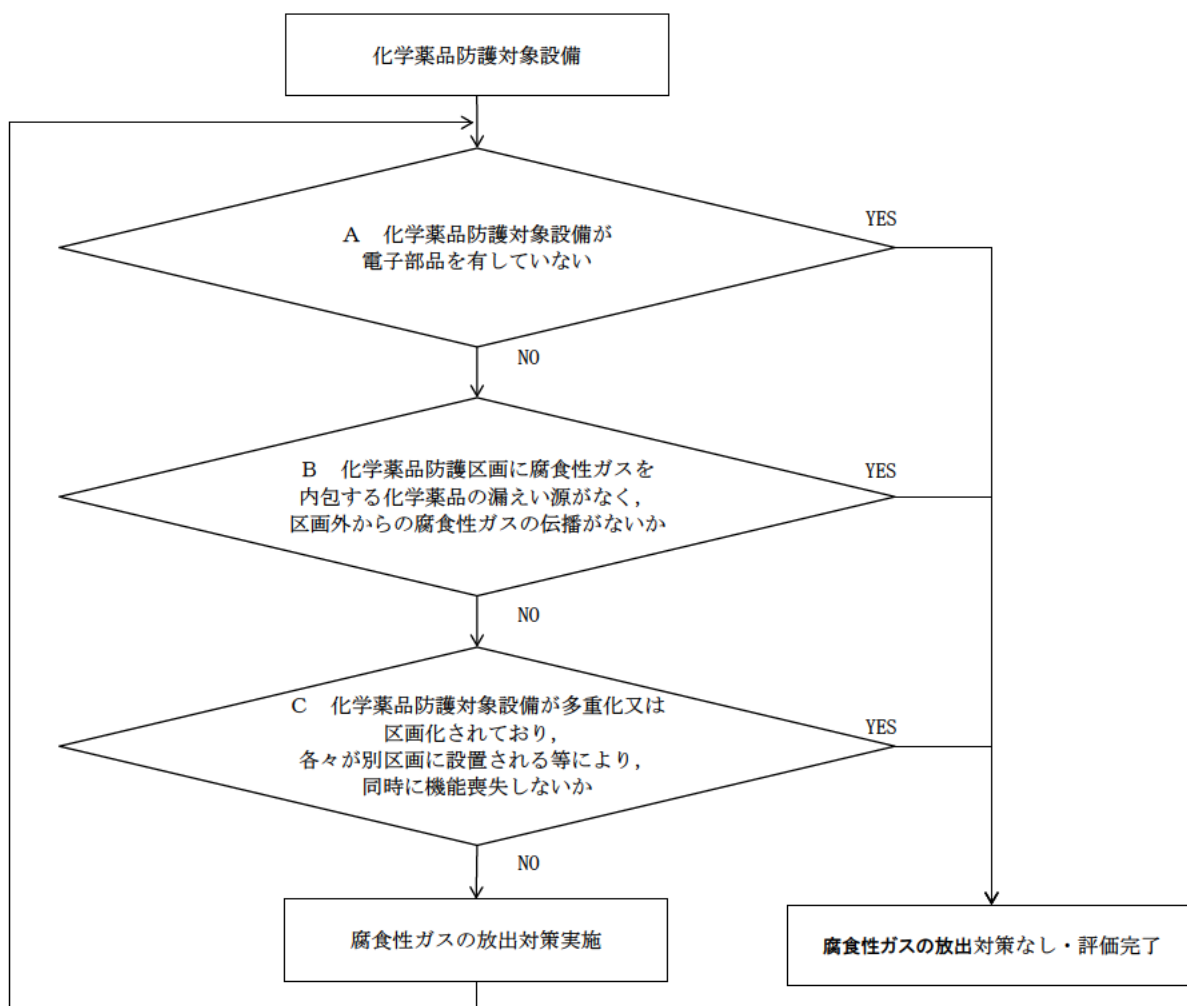 化学薬品防護対象設備
A　化学薬品防護対象設備が
電子部品を有していない
YES
NO
B　化学薬品防護区画に腐食性ガスを
内包する化学薬品の漏えい源がなく，
区画外からの腐食性ガスの伝播がないか
YES
NO
C　化学薬品防護対象設備が多重化又は
区画化されており，
各々が別区画に設置される等により，
同時に機能喪失しないか
YES
NO
腐食性ガスの放出対策実施
腐食性ガスの放出対策なし・評価完了